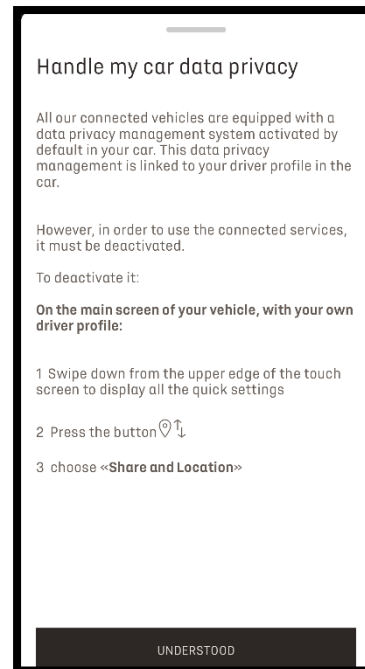 Handle my car data privacy
All our connected vehicles are equipped with a
data privacy management system activated by
default in your car. This data privacy
management is linked to your driver profile in the
car.
However, in order to use the connected services,
it must be deactivated.
To deactivate it:
On the main screen of your vehicle, with your own
driver profile:
1 Swipe down from the upper edge of the touch
screen to display all the quick settings
2 Press the button
3 choose «Share and Location»
UNDERSTOOD